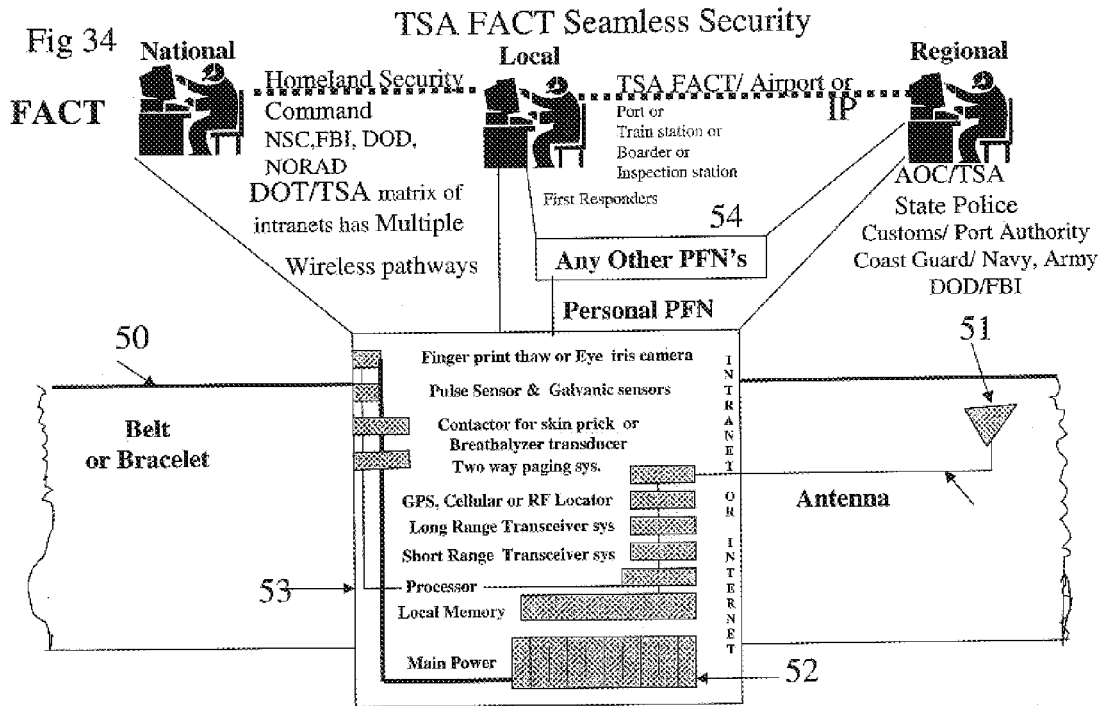 TSA FACT Seamless Security
Fig 34
National
Local
Regional
FACT
Homeland Security
Command
NSC,FBI, DOD,
NORAD
DOT/TSA matrix of
intranets has Multiple
Wireless pathways
TSA FACT/ Airport or
IP
Port or
Train station or
Boarder or
Inspection station
First Responders
AOC/TSA
State Police
Customs/ Port Authority
Coast Guard/ Navy, Army
DOD/FBI
54
Any Other PFN's
Personal PFN
50
51
Belt
or Bracelet
Finger print thaw or Eye iris camera
Pulse Sensor & Galvanic sensors
Contactor for skin prick or
Breathalyzer transducer
Two way paging sys.
GPS, Cellular or RF Locator
Long Range Transceiver sys
Short Range Transceiver sys
Processor
Local Memory
Main Power
INTRANET OR INTERNET
Antenna
53
52